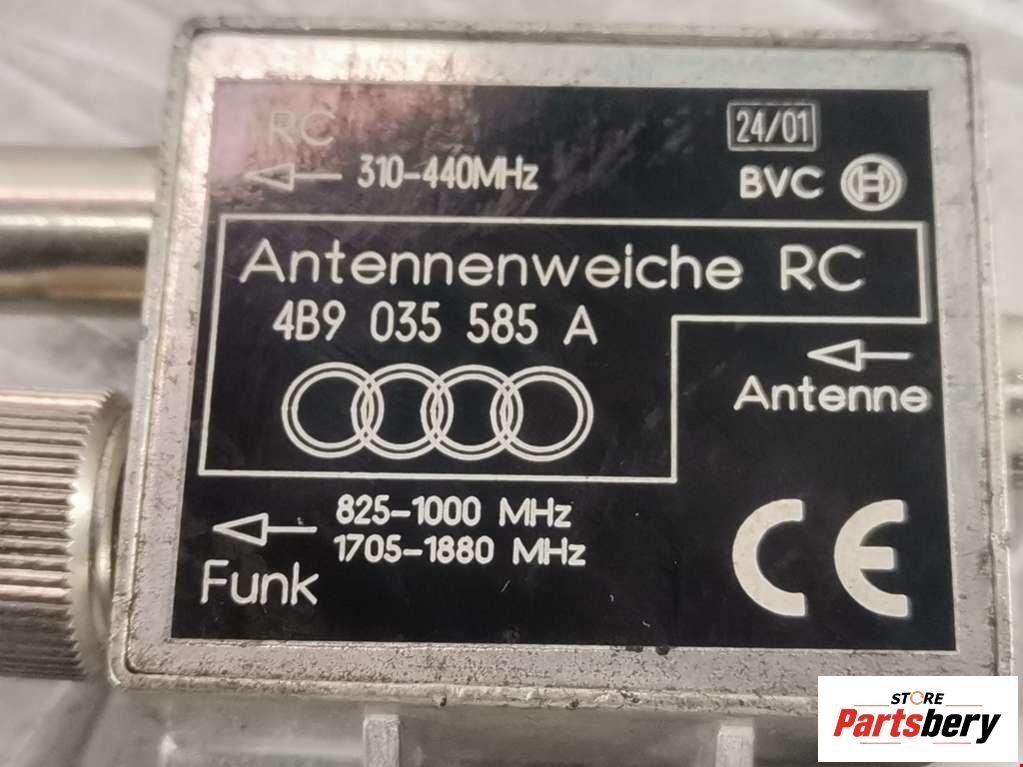 RC
24/01
310-440MHz
BVC
Antennenweiche RC
4B9 035 585 A
Antenne
825-1000 MHz
1705-1880 MHz
Funk
CE
STORE
Partsbery